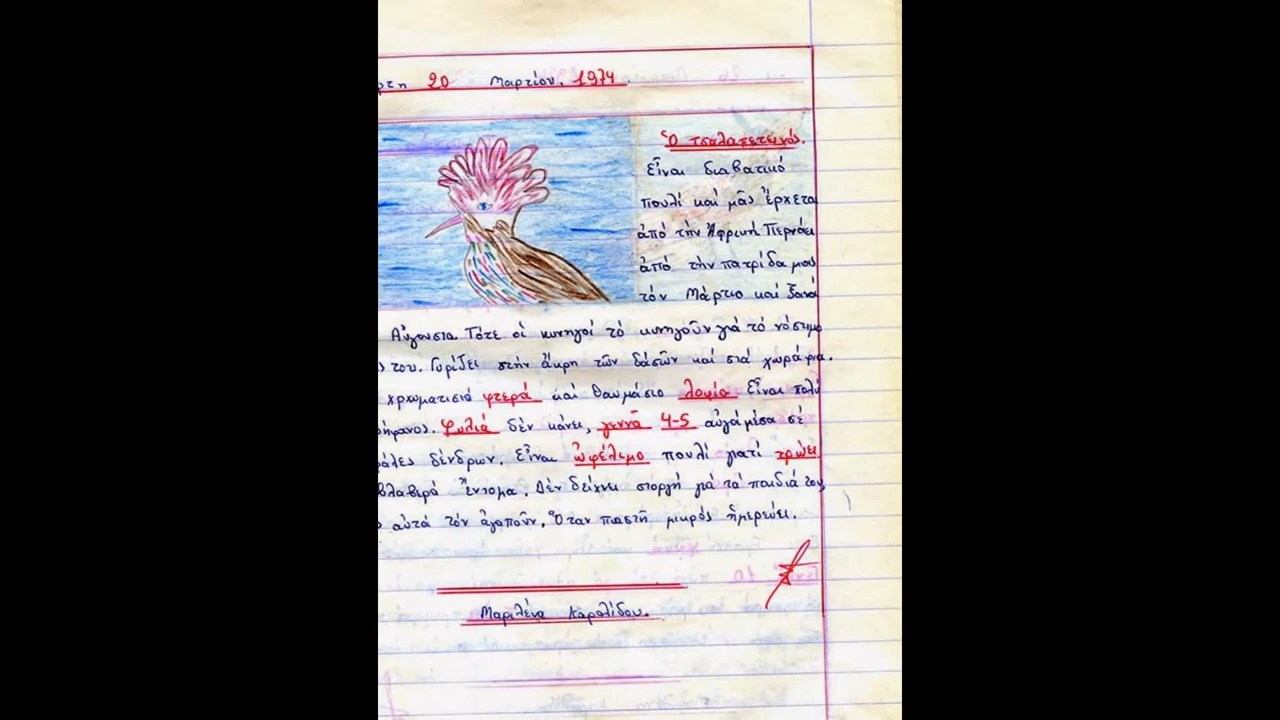 ρτη 20 Μαρτίου. 1974.
Ὁ τσαλαπετεινός.
Εἶναι διαβατικό
πουλί καί μᾶς ἔρχεται
ἀπό τήν Ἀφρική Περνάει
ἀπό τήν πατρίδα μας
τόν Μάρτιο καί ξανά
Αὔγουστο. Τότε οἱ κυνηγοί τό κυνηγοῦν γιά τό νόστιμο
ς του. Γυρίζει στήν ἄκρη τῶν δασῶν καί στά χωράφια.
χρωματιστά φτερά καί θαυμάσιο λοφίο Εἶναι πολύ
ήφανος. Φωλιά δέν κάνει, γεννᾶ 4-5 αὐγά μέσα σέ
άλες δένδρων. Εἶναι ὠφέλιμο πουλί γιατί τρώει
βλαβερά ἔντομα. Δέν δείχνει στοργή γιά τά παιδιά του,
αὐτά τόν ἀγαποῦν. Ὅταν πιαστῆ μικρός ἡμερεύει.
Μαριλένα Καραλίδου.